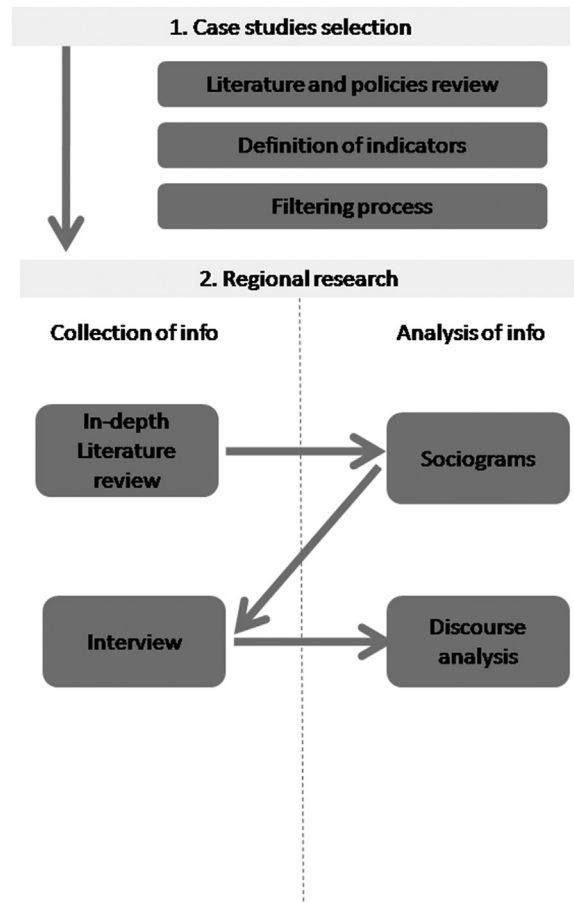 1. Case studies selection
Literature and policies review
Definition of indicators
Filtering process
2. Regional research
Collection of info
Analysis of info
In-depth
Literature
review
Sociograms
Interview
Discourse
analysis